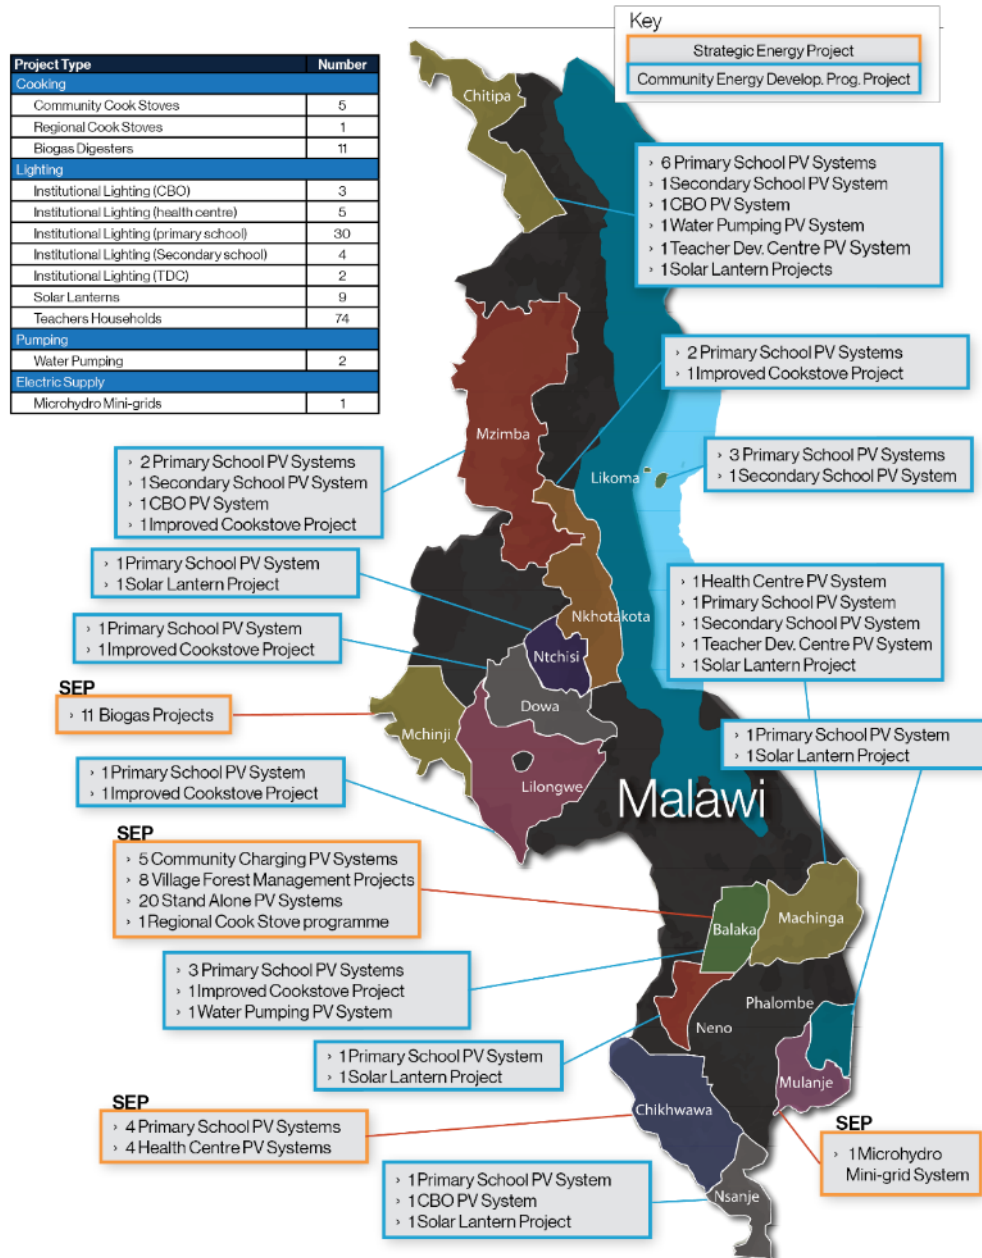 Key
Strategic Energy Project
Community Energy Develop. Prog. Project
Project Type Number
Cooking
Community Cook Stoves 5
Regional Cook Stoves 1
Biogas Digesters 11
Lighting
Institutional Lighting (CBO) 3
Institutional Lighting (health centre) 5
Institutional Lighting (primary school) 30
Institutional Lighting (Secondary school) 4
Institutional Lighting (TDC) 2
Solar Lanterns 9
Teachers Households 74
Pumping
Water Pumping 2
Electric Supply
Microhydro Mini-grids 1
Chitipa
› 6 Primary School PV Systems
› 1 Secondary School PV System
› 1 CBO PV System
› 1 Water Pumping PV System
› 1 Teacher Dev. Centre PV System
› 1 Solar Lantern Projects
› 2 Primary School PV Systems
› 1 Improved Cookstove Project
Mzimba
Likoma
› 3 Primary School PV Systems
› 1 Secondary School PV System
› 2 Primary School PV Systems
› 1 Secondary School PV System
› 1 CBO PV System
› 1 Improved Cookstove Project
› 1 Primary School PV System
› 1 Solar Lantern Project
› 1 Health Centre PV System
› 1 Primary School PV System
› 1 Secondary School PV System
› 1 Teacher Dev. Centre PV System
› 1 Solar Lantern Project
Nkhotakota
› 1 Primary School PV System
› 1 Improved Cookstove Project
Ntchisi
SEP
› 11 Biogas Projects
Dowa
Mchinji
› 1 Primary School PV System
› 1 Solar Lantern Project
› 1 Primary School PV System
› 1 Improved Cookstove Project
Lilongwe
Malawi
SEP
› 5 Community Charging PV Systems
› 8 Village Forest Management Projects
› 20 Stand Alone PV Systems
› 1 Regional Cook Stove programme
Machinga
Balaka
› 3 Primary School PV Systems
› 1 Improved Cookstove Project
› 1 Water Pumping PV System
Phalombe
Neno
› 1 Primary School PV System
› 1 Solar Lantern Project
Mulanje
SEP
› 4 Primary School PV Systems
› 4 Health Centre PV Systems
Chikhwawa
SEP
› 1 Microhydro
Mini-grid System
› 1 Primary School PV System
› 1 CBO PV System
› 1 Solar Lantern Project
Nsanje